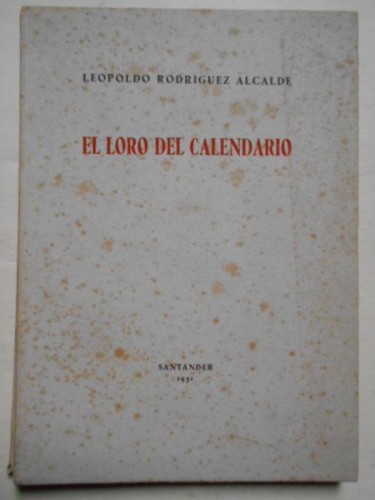 LEOPOLDO RODRIGUEZ ALCALDE
EL LORO DEL CALENDARIO
SANTANDER
1951